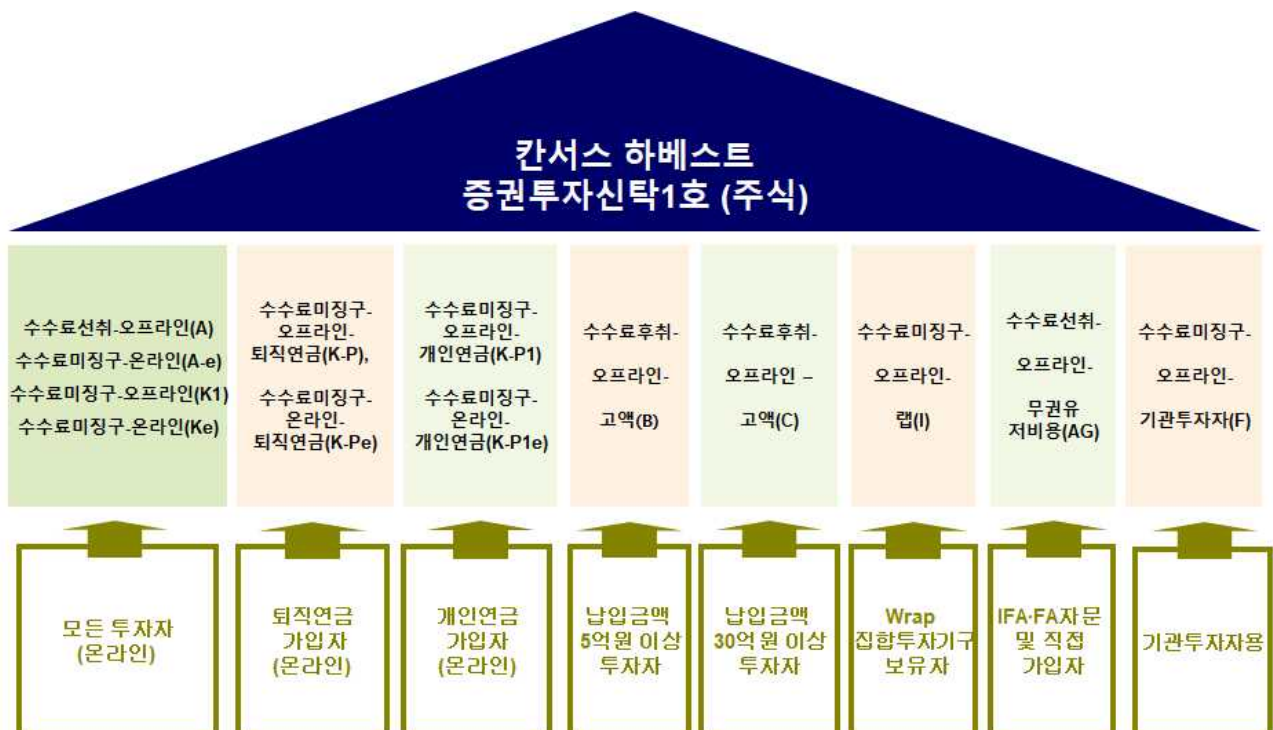 칸서스 하베스트
증권투자신탁1호 (주식)
수수료선취-오프라인(A)
수수료미징구-온라인(A-e)
수수료미징구-오프라인(K1)
수수료미징구-온라인(Ke)
수수료미징구-
오프라인-
퇴직연금(K-P),
수수료미징구-
온라인-
퇴직연금(K-Pe)
수수료미징구-
오프라인-
개인연금(K-P1)
수수료미징구-
온라인-
개인연금(K-P1e)
수수료후취-
오프라인-
고액(B)
수수료후취-
오프라인 –
고액(C)
수수료미징구-
오프라인-
랩(I)
수수료선취-
오프라인-
무권유
저비용(AG)
수수료미징구-
오프라인-
기관투자자(F)
모든 투자자
(온라인)
퇴직연금
가입자
(온라인)
개인연금
가입자
(온라인)
납입금액
5억원 이상
투자자
납입금액
30억원 이상
투자자
Wrap
집합투자기구
보유자
IFA·FA자문
및 직접
가입자
기관투자자용